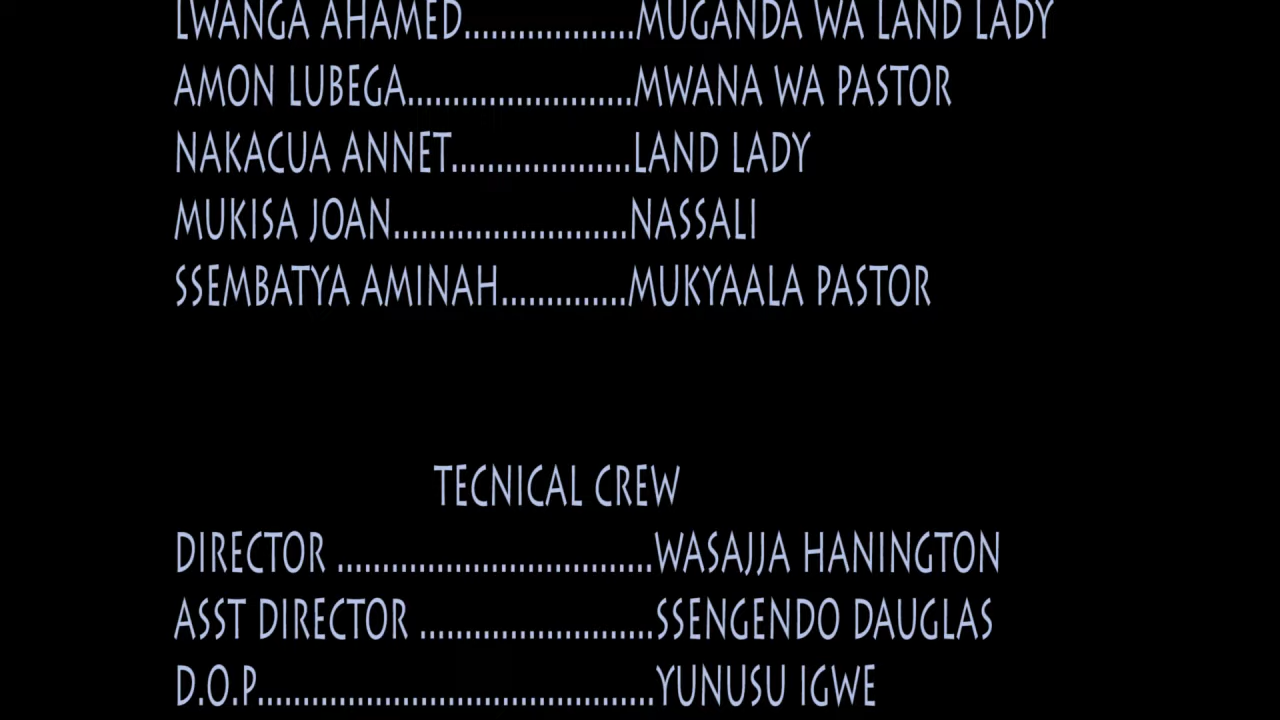 LWANGA AHAMED...................MUGANDA WA LAND LADY
AMON LUBEGA.........................MWANA WA PASTOR
NAKACUA ANNET....................LAND LADY
MUKISA JOAN..........................NASSALI
SSEMBATYA AMINAH..............MUKYAALA PASTOR
TECNICAL CREW
DIRECTOR ...................................WASAJJA HANINGTON
ASST DIRECTOR ..........................SSENGENDO DAUGLAS
D.O.P............................................YUNUSU IGWE